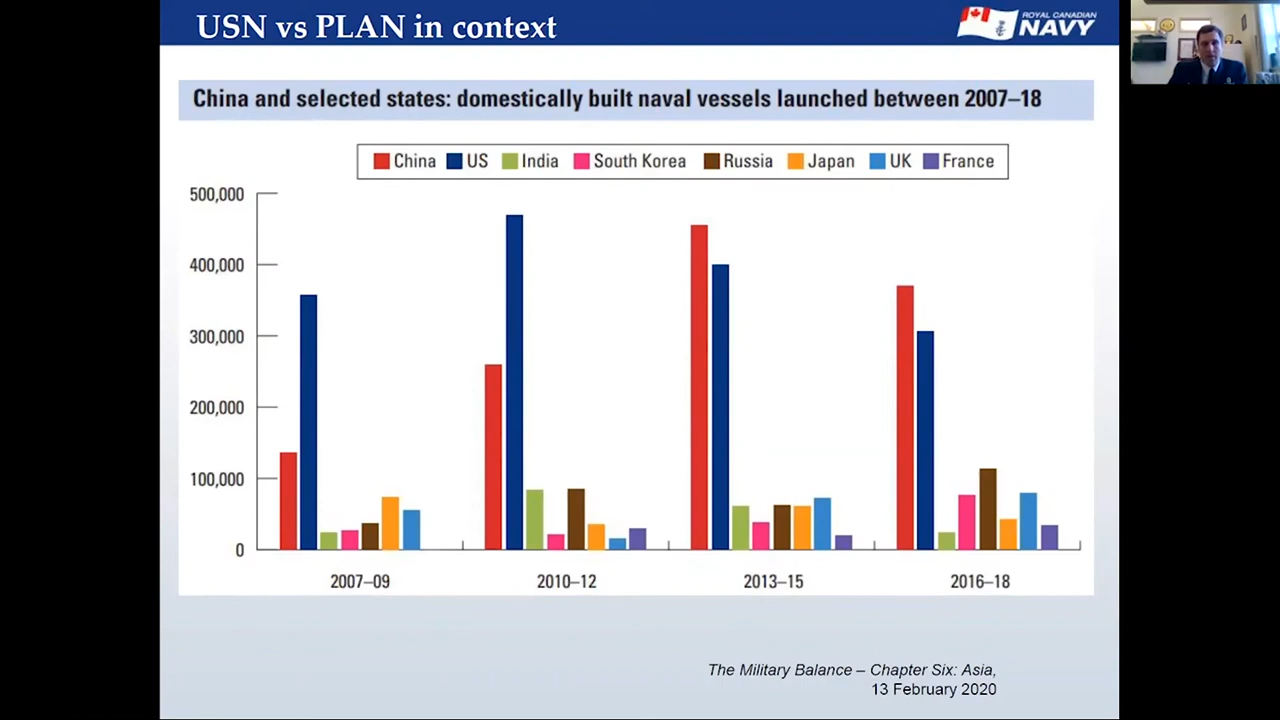 USN vs PLAN in context
ROYAL CANADIAN
NAVY
China and selected states: domestically built naval vessels launched between 2007–18
China US India South Korea Russia Japan UK France
500,000
400,000
300,000
200,000
100,000
0
2007–09 2010–12 2013–15 2016–18
The Military Balance – Chapter Six: Asia,
13 February 2020